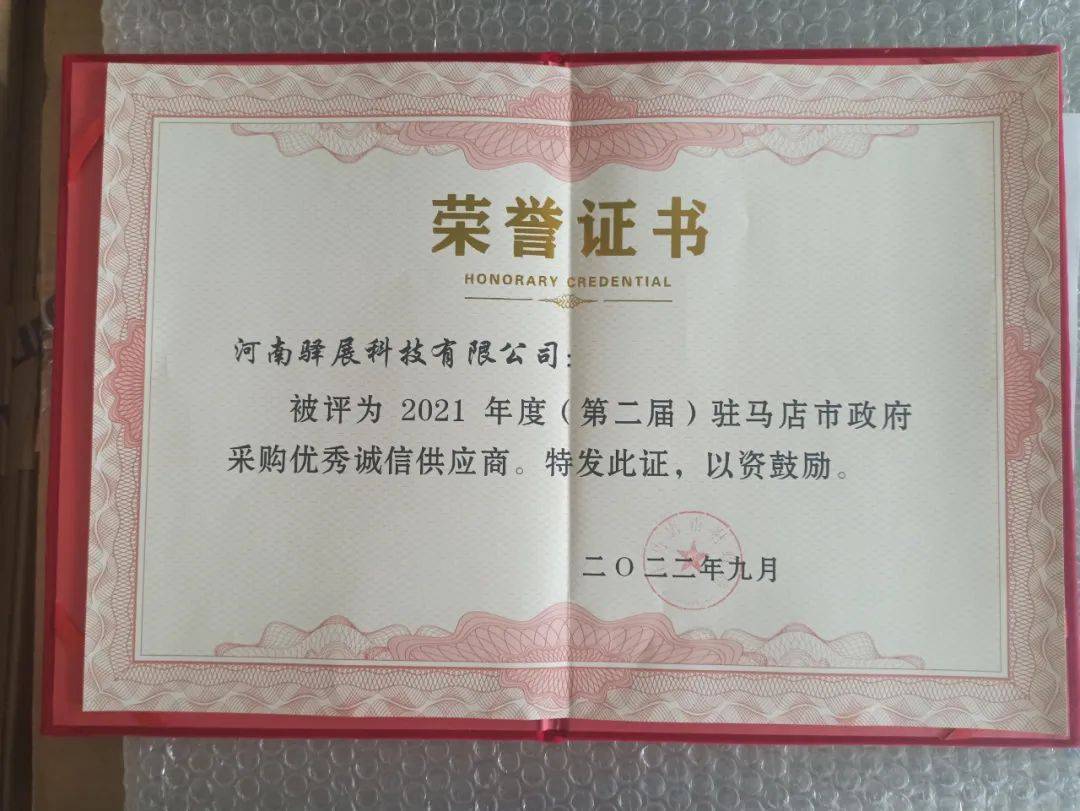 荣誉证书
HONORARY CREDENTIAL
河南驿展科技有限公司：
被评为 2021 年度（第二届）驻马店市政府
采购优秀诚信供应商。特发此证，以资鼓励。
二〇二二年九月